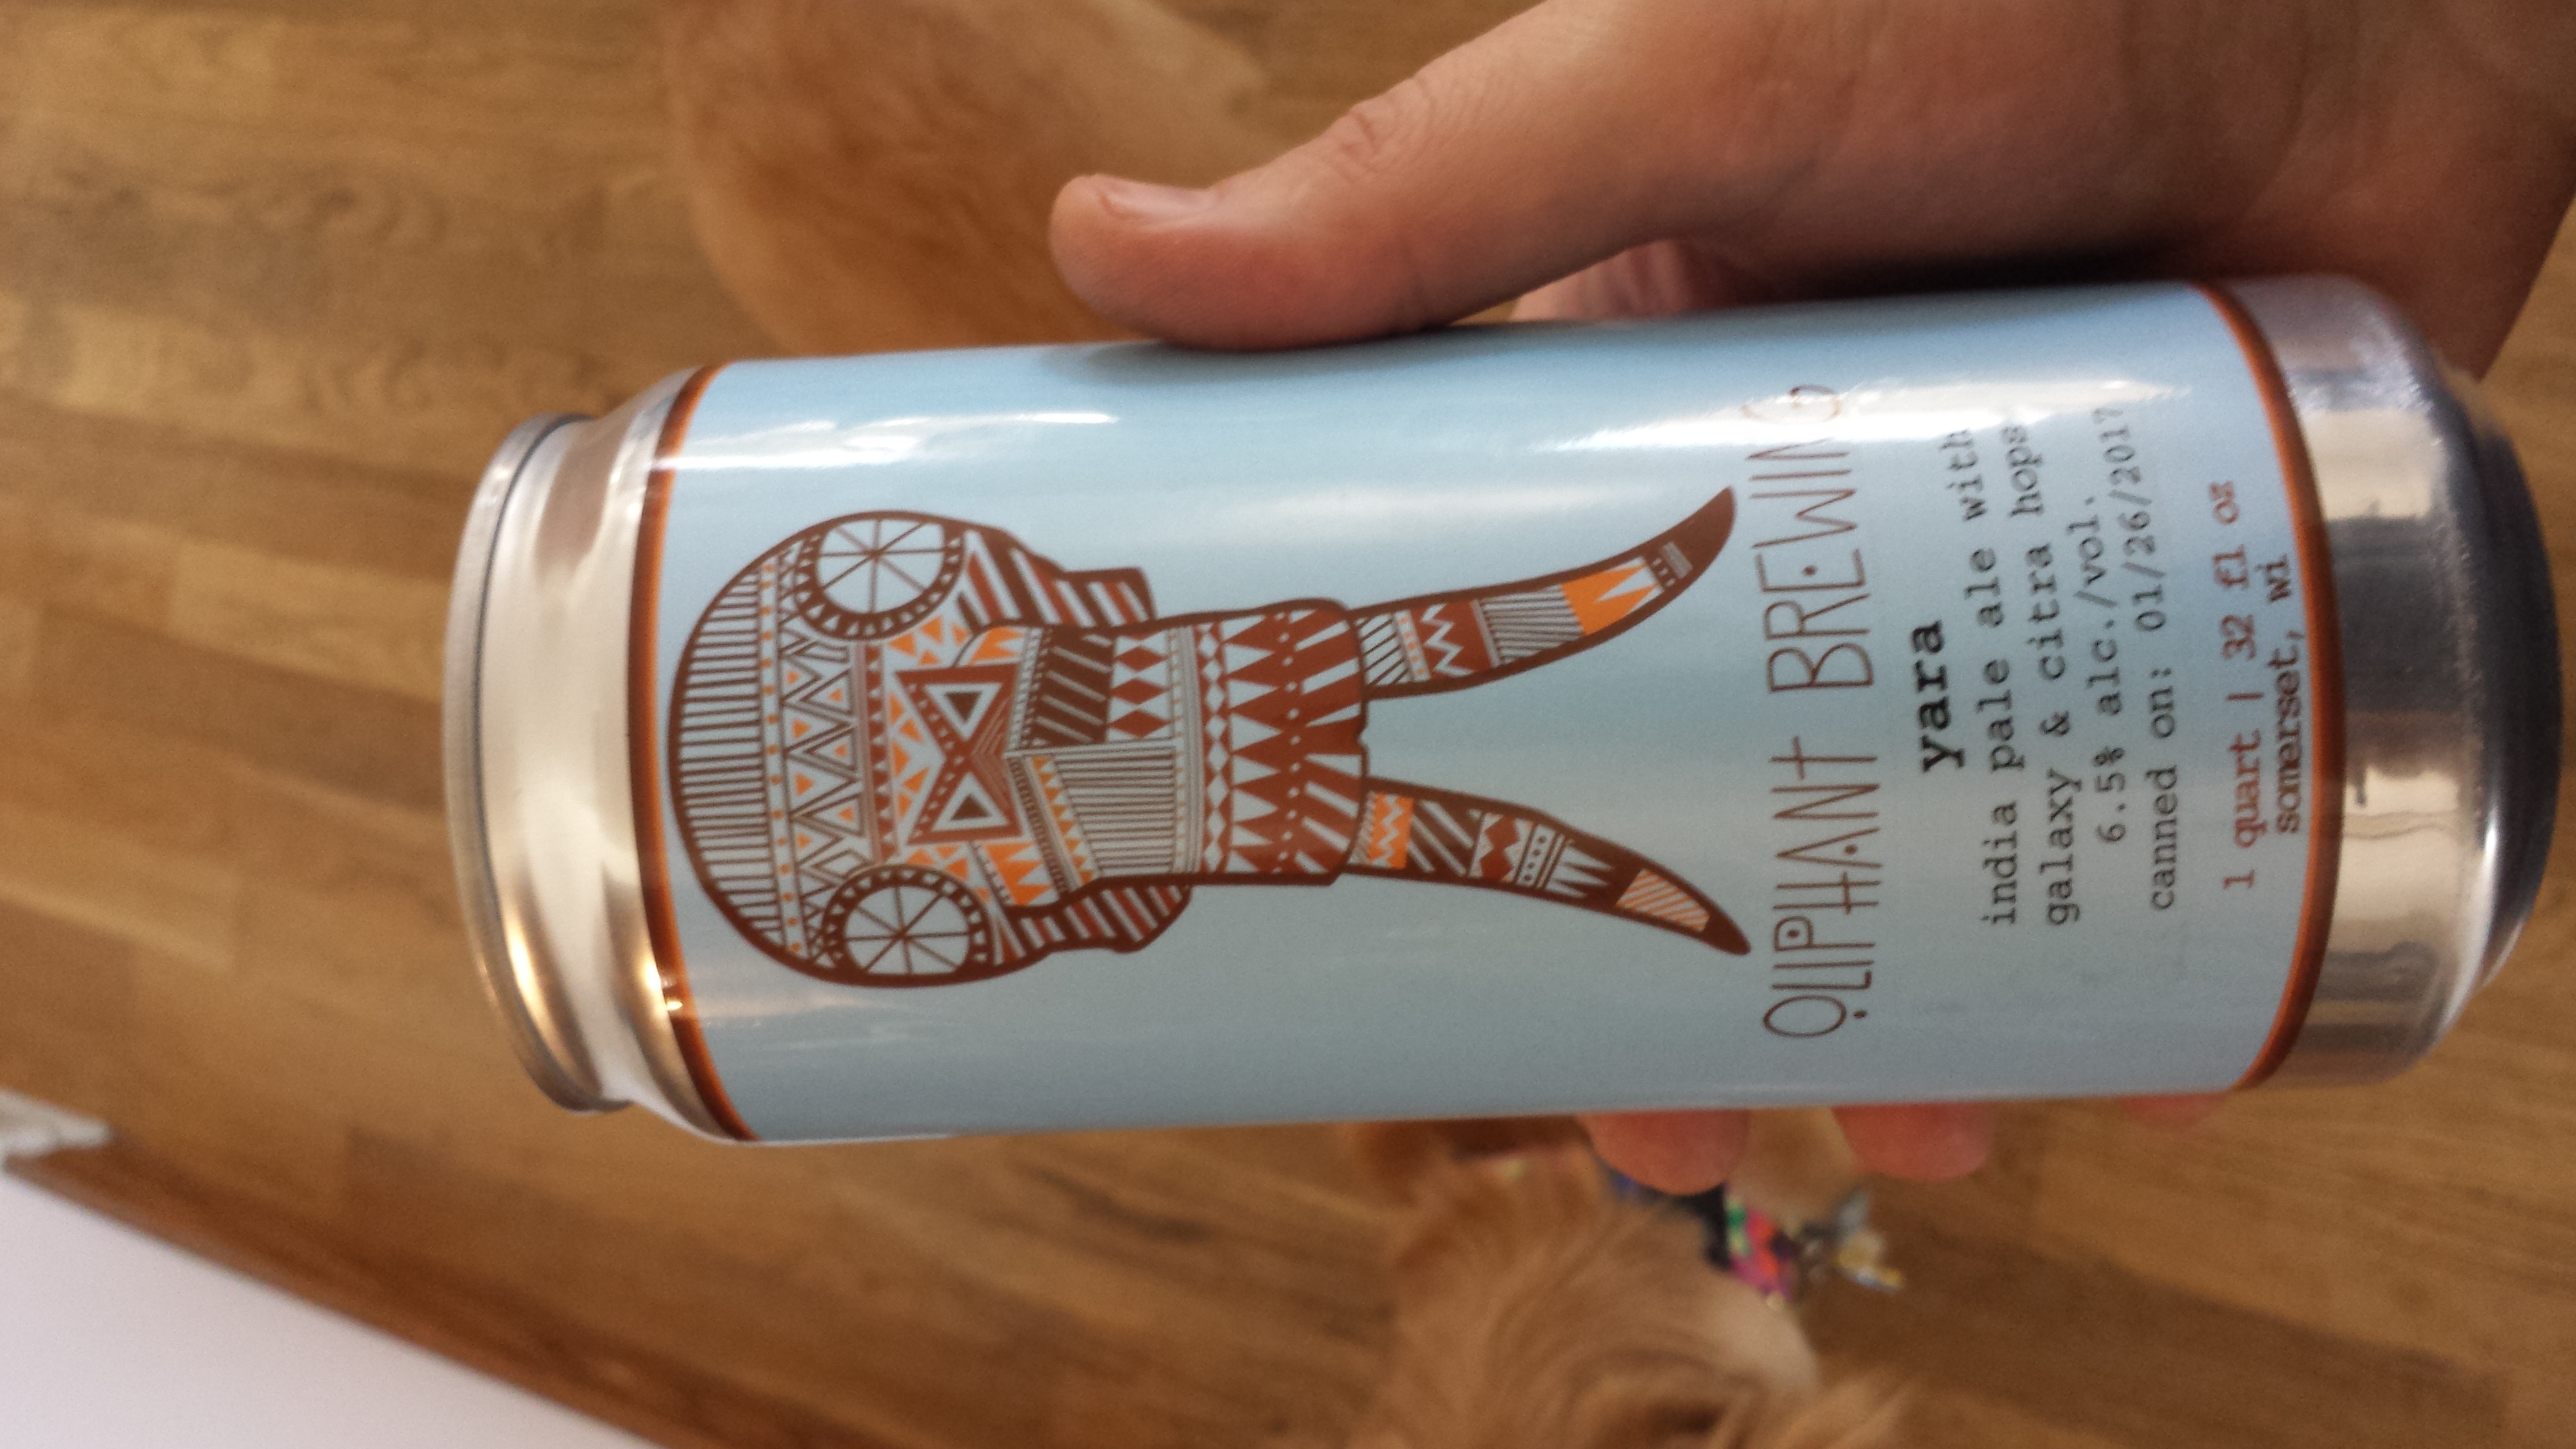 OLIPHANT BREWING
yara
india pale ale with
galaxy & citra hops
6.5% alc./vol.
canned on: 01/26/2017
1 quart | 32 fl oz
somerset, wi